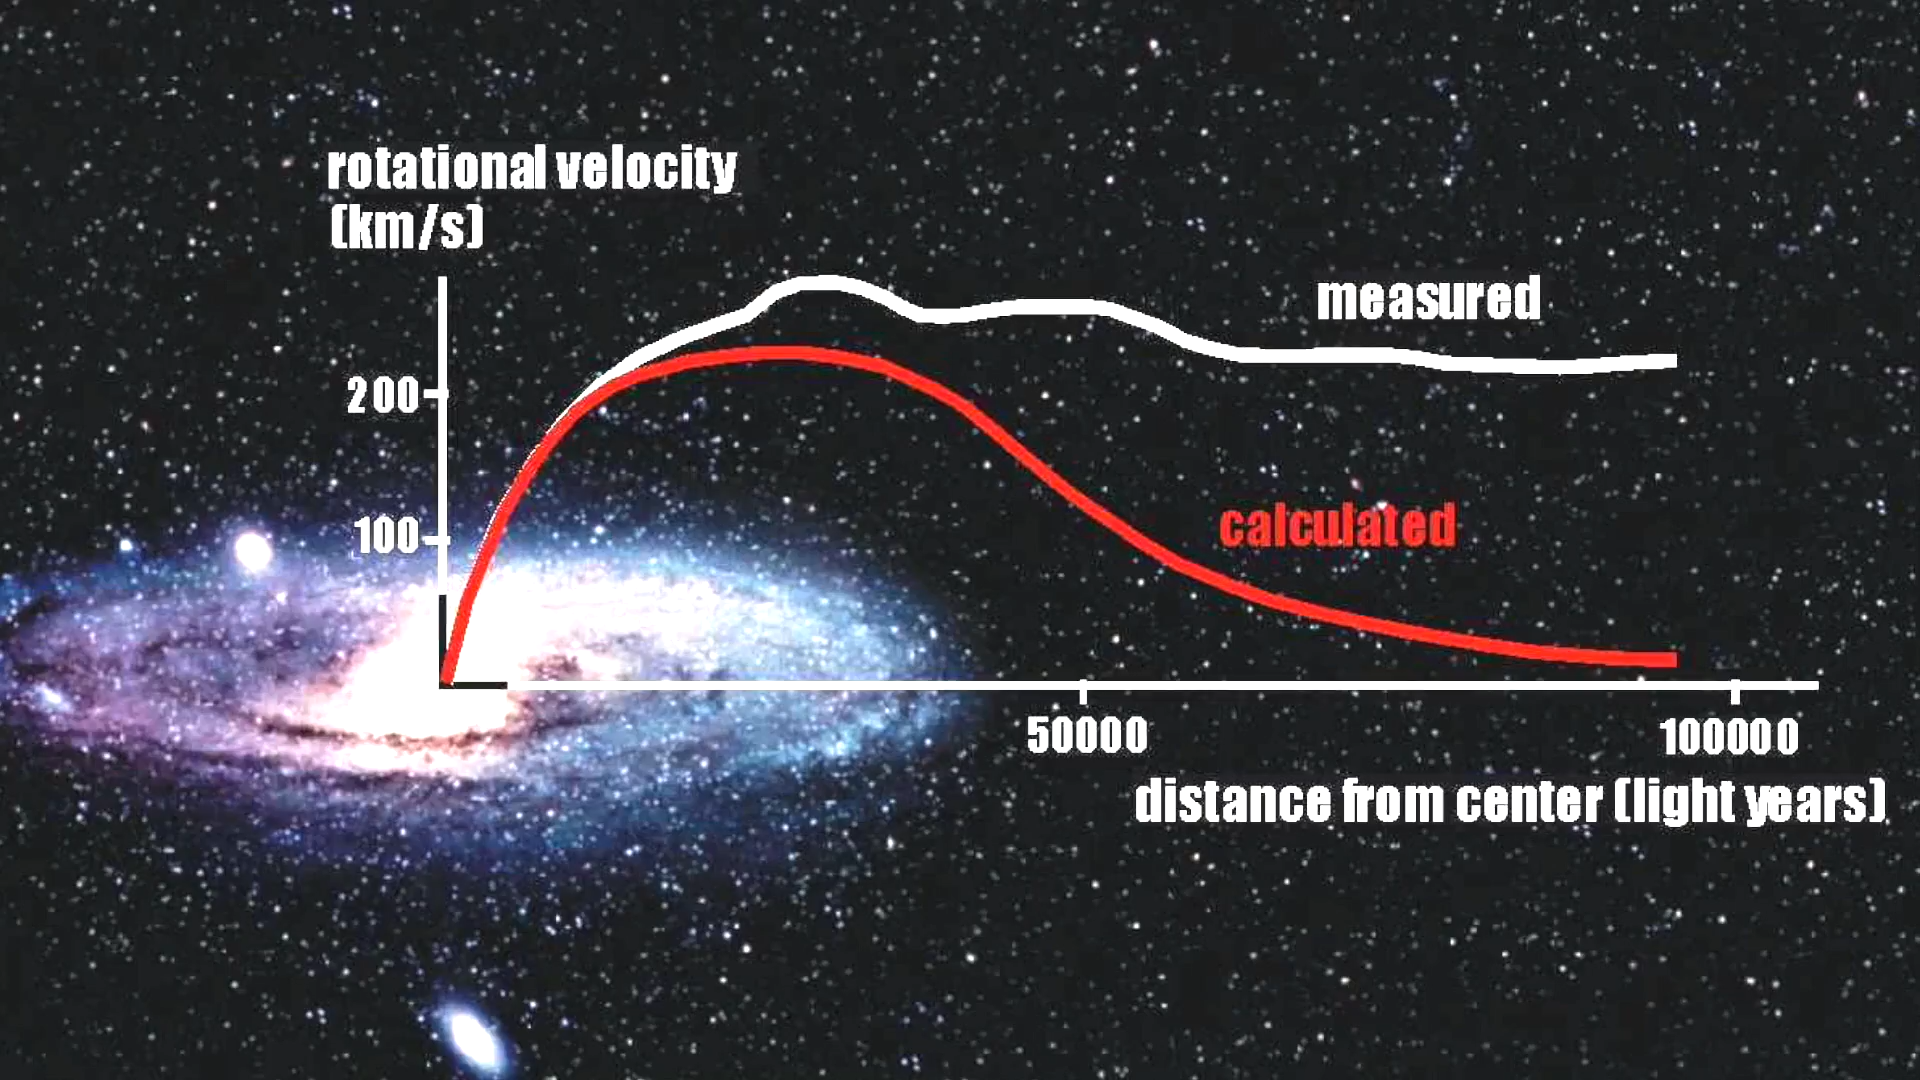 rotational velocity
(km/s)
measured
200
calculated
100
50000
100000
distance from center (light years)